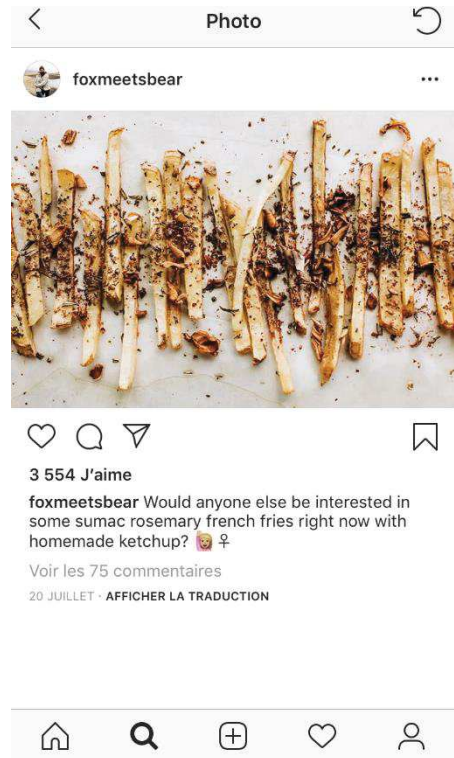 Photo
foxmeetsbear
3 554 J'aime
foxmeetsbear Would anyone else be interested in
some sumac rosemary french fries right now with
homemade ketchup? 🙋🏼♀
Voir les 75 commentaires
20 JUILLET · AFFICHER LA TRADUCTION